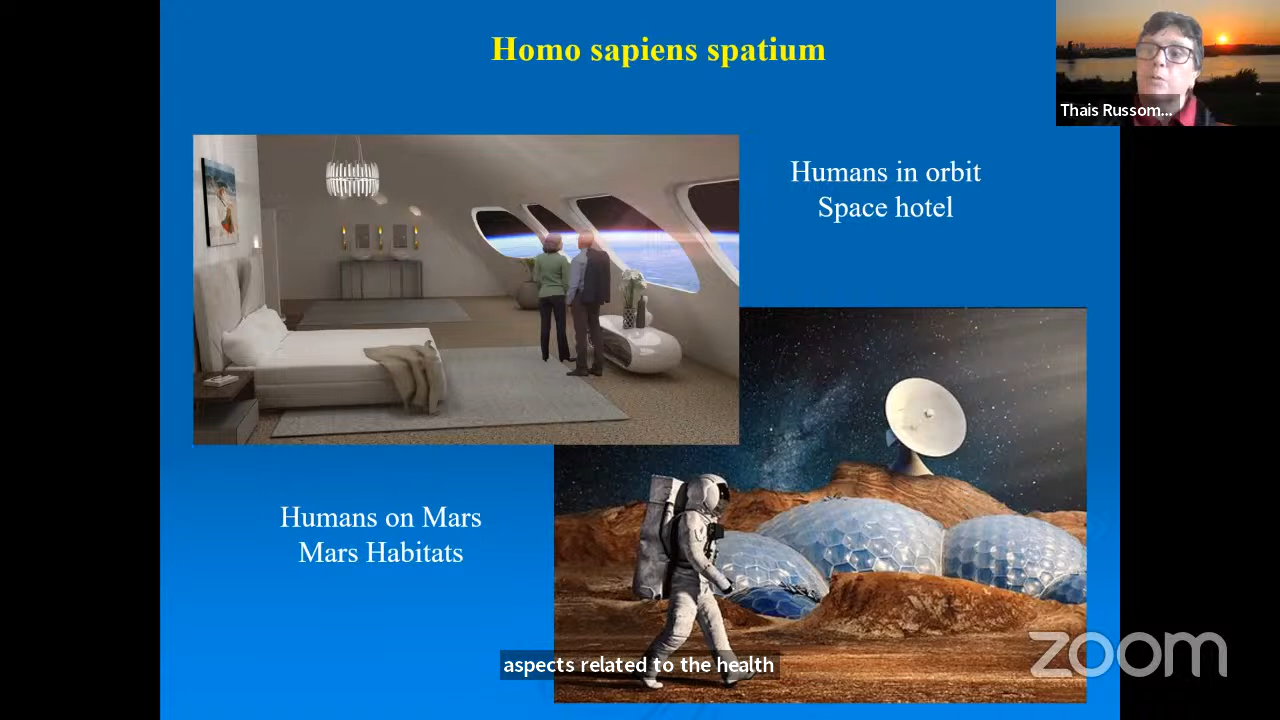 Homo sapiens spatium
Thais Russom...
Humans in orbit
Space hotel
Humans on Mars
Mars Habitats
aspects related to the health
zoom